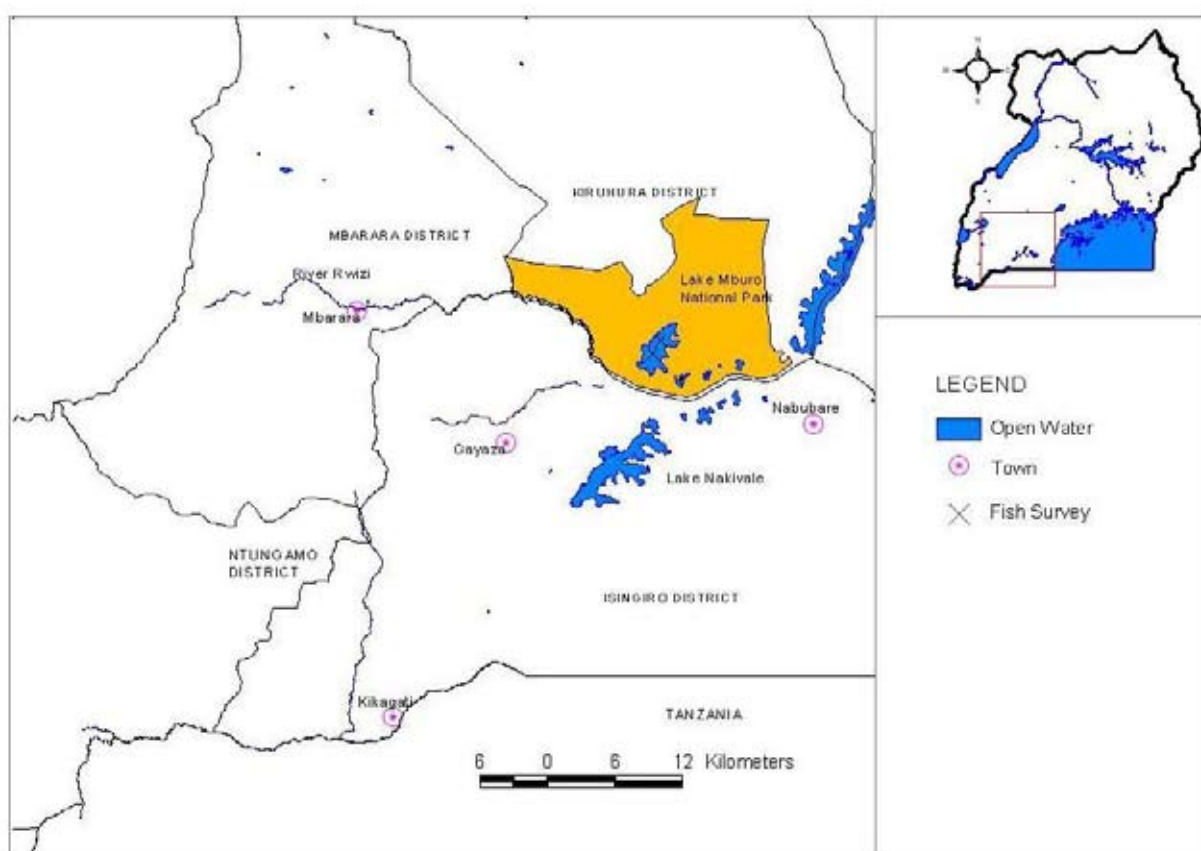 KIRUHURA DISTRICT
MBARARA DISTRICT
River Rwizi
Lake Mburo
National Park
Mbarara
Nabubare
Gayaza
Lake Nakivale
NTUNGAMO
DISTRICT
ISINGIRO DISTRICT
Kikagati
TANZANIA
6 0 6 12 Kilometers
LEGEND
Open Water
Town
Fish Survey